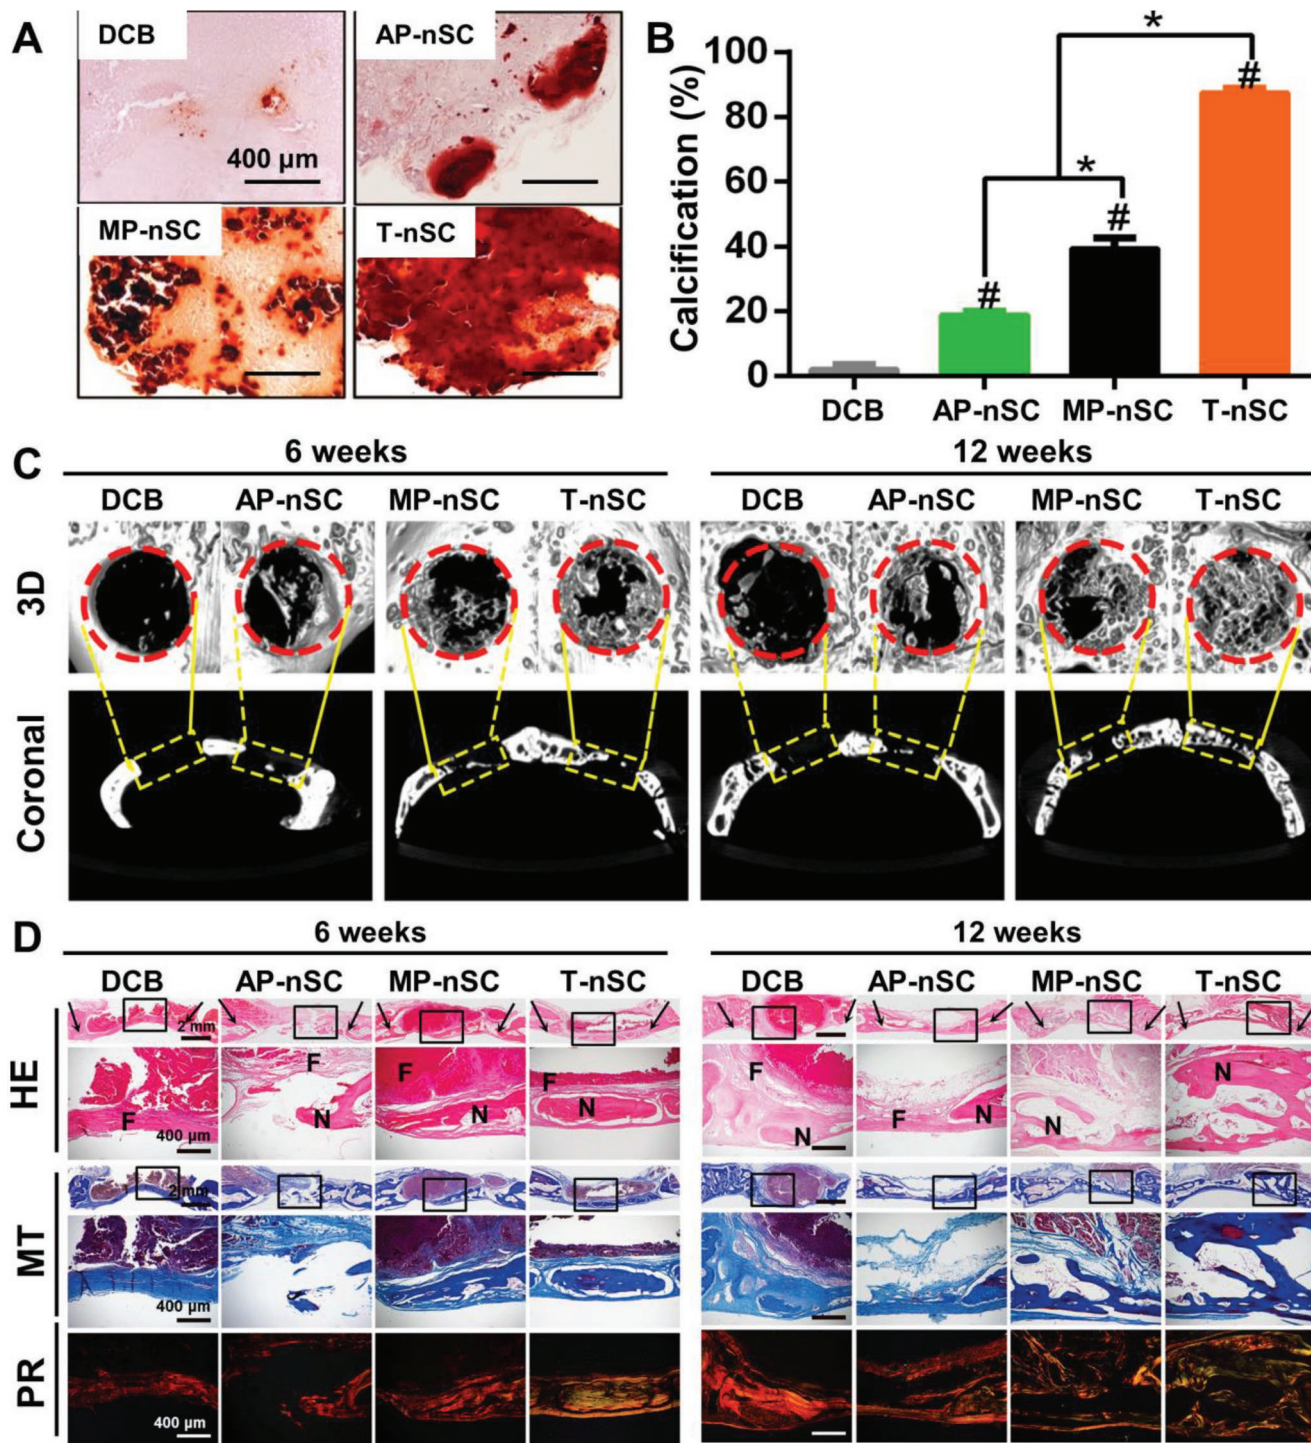 A
DCB
AP-nSC
400 µm
MP-nSC
T-nSC
B
Calcification (%)
100
80
60
40
20
0
*
*
#
#
#
DCB
AP-nSC
MP-nSC
T-nSC
C
6 weeks
12 weeks
DCB
AP-nSC
MP-nSC
T-nSC
DCB
AP-nSC
MP-nSC
T-nSC
3D
Coronal
D
6 weeks
12 weeks
DCB
AP-nSC
MP-nSC
T-nSC
DCB
AP-nSC
MP-nSC
T-nSC
HE
2 mm
F
400 µm
F
N
F
N
F
N
F
N
F
N
N
N
MT
2 mm
400 µm
PR
400 µm